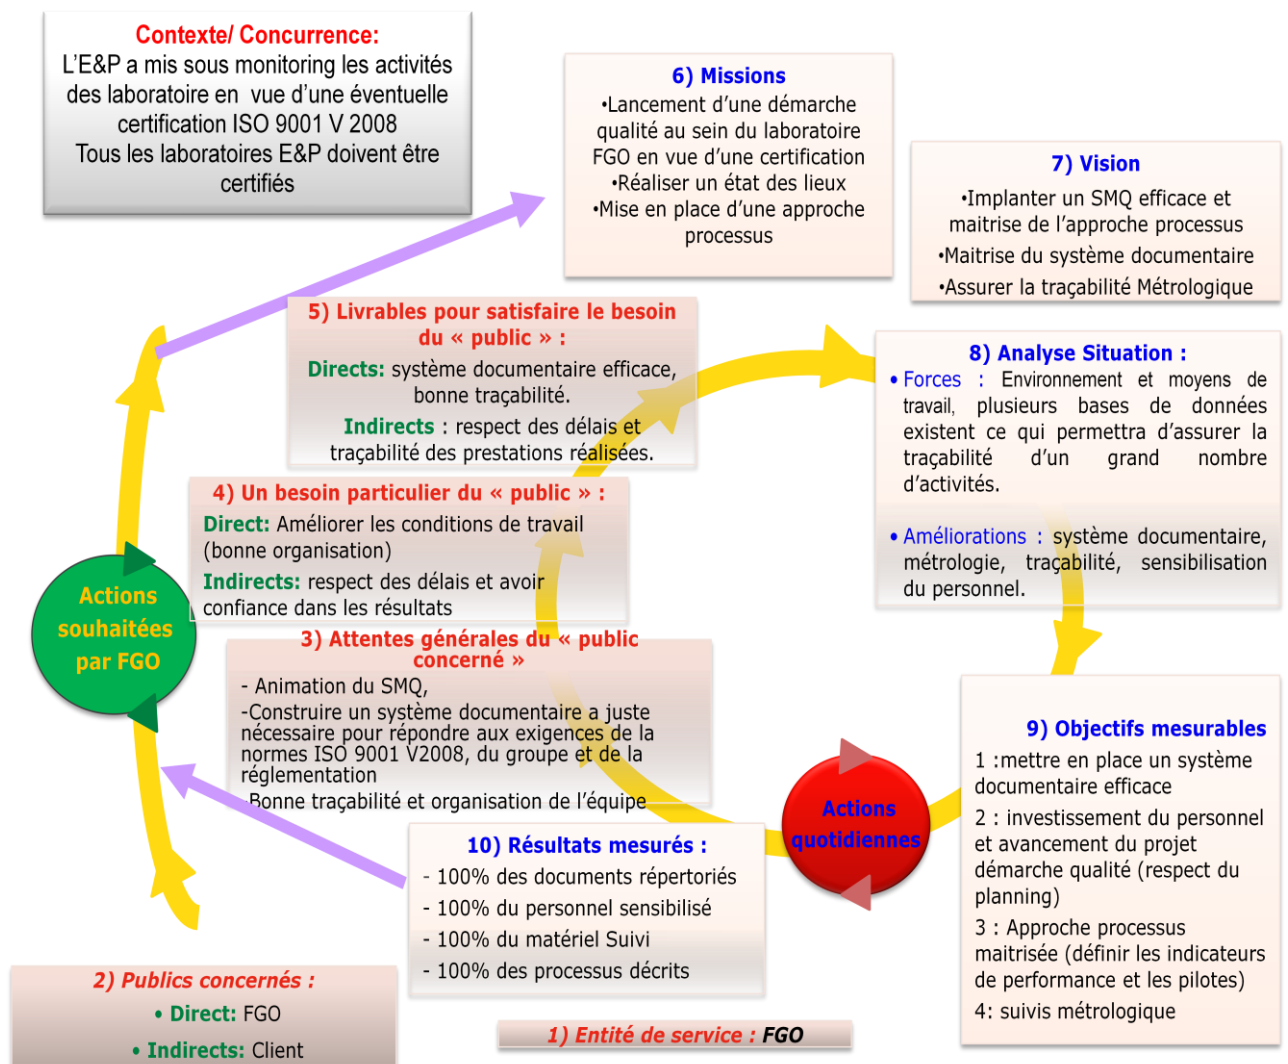 Contexte/ Concurrence:
L'E&P a mis sous monitoring les activités
des laboratoire en vue d'une éventuelle
certification ISO 9001 V 2008
Tous les laboratoires E&P doivent être
certifiés
6) Missions
•Lancement d'une démarche
qualité au sein du laboratoire
FGO en vue d'une certification
•Réaliser un état des lieux
•Mise en place d'une approche
processus
7) Vision
•Implanter un SMQ efficace et
maitrise de l'approche processus
•Maitrise du système documentaire
•Assurer la traçabilité Métrologique
5) Livrables pour satisfaire le besoin
du « public » :
Directs: système documentaire efficace,
bonne traçabilité.
Indirects : respect des délais et
traçabilité des prestations réalisées.
8) Analyse Situation :
• Forces : Environnement et moyens de
travail, plusieurs bases de données
existent ce qui permettra d'assurer la
traçabilité d'un grand nombre
d'activités.
• Améliorations : système documentaire,
métrologie, traçabilité, sensibilisation
du personnel.
4) Un besoin particulier du « public » :
Direct: Améliorer les conditions de travail
(bonne organisation)
Indirects: respect des délais et avoir
confiance dans les résultats
Actions
souhaitées
par FGO
3) Attentes générales du « public
concerné »
- Animation du SMQ,
-Construire un système documentaire a juste
nécessaire pour répondre aux exigences de la
normes ISO 9001 V2008, du groupe et de la
réglementation
-Bonne traçabilité et organisation de l'équipe
Actions
quotidiennes
9) Objectifs mesurables
1 :mettre en place un système
documentaire efficace
2 : investissement du personnel
et avancement du projet
démarche qualité (respect du
planning)
3 : Approche processus
maitrisée (définir les indicateurs
de performance et les pilotes)
4: suivis métrologique
10) Résultats mesurés :
- 100% des documents répertoriés
- 100% du personnel sensibilisé
- 100% du matériel Suivi
- 100% des processus décrits
2) Publics concernés :
• Direct: FGO
• Indirects: Client
1) Entité de service : FGO